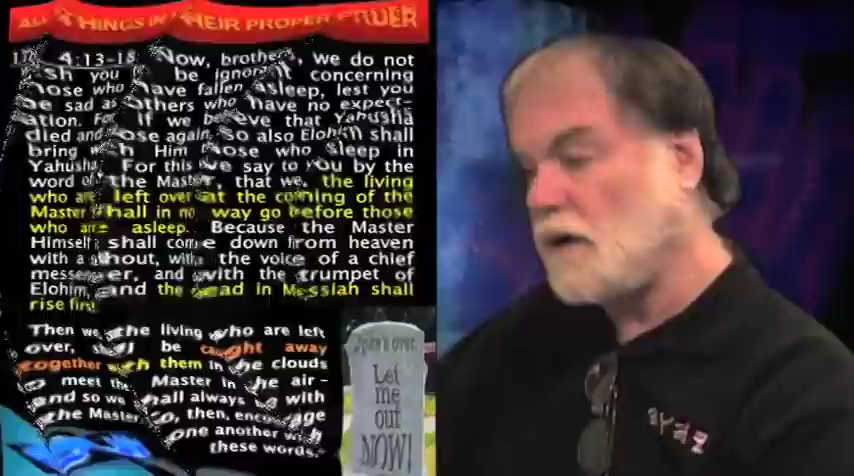 ALL THINGS IN THEIR PROPER
4:13-18 Now, brothers, we do not
wish you be ignorant concerning
those who have fallen asleep, lest you
be sad as others who have no expect-
ation. For if we believe that Yahusha
died and rose again, so also Elohim shall
bring with Him those who sleep in
Yahusha. For this we say to you by the
word of the Master, that we, the living
who are left over at the coming of the
Master shall in no way go before those
who are asleep. Because the Master
Himself shall come down from heaven
with a shout, with the voice of a chief
messenger, and with the trumpet of
Elohim, and the dead in Messiah shall
rise first.
Then we, the living who are left
over, shall be caught away
together with them in the clouds
to meet the Master in the air -
and so we shall always be with
the Master. So, then, encourage
one another with
these words.
over
Let
me
out
NOW!